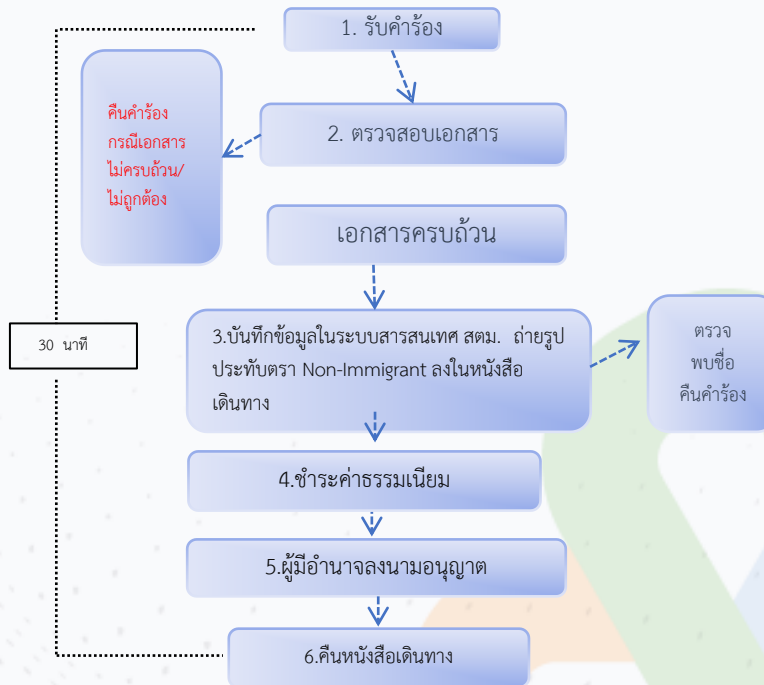 1. รับคำร้อง
คืนคำร้อง
กรณีเอกสาร
ไม่ครบถ้วน/
ไม่ถูกต้อง
2. ตรวจสอบเอกสาร
เอกสารครบถ้วน
30 นาที
3.บันทึกข้อมูลในระบบสารสนเทศ สตม. ถ่ายรูป
ประทับตรา Non-Immigrant ลงในหนังสือ
เดินทาง
ตรวจ
พบชื่อ
คืนคำร้อง
4.ชำระค่าธรรมเนียม
5.ผู้มีอำนาจลงนามอนุญาต
6.คืนหนังสือเดินทาง